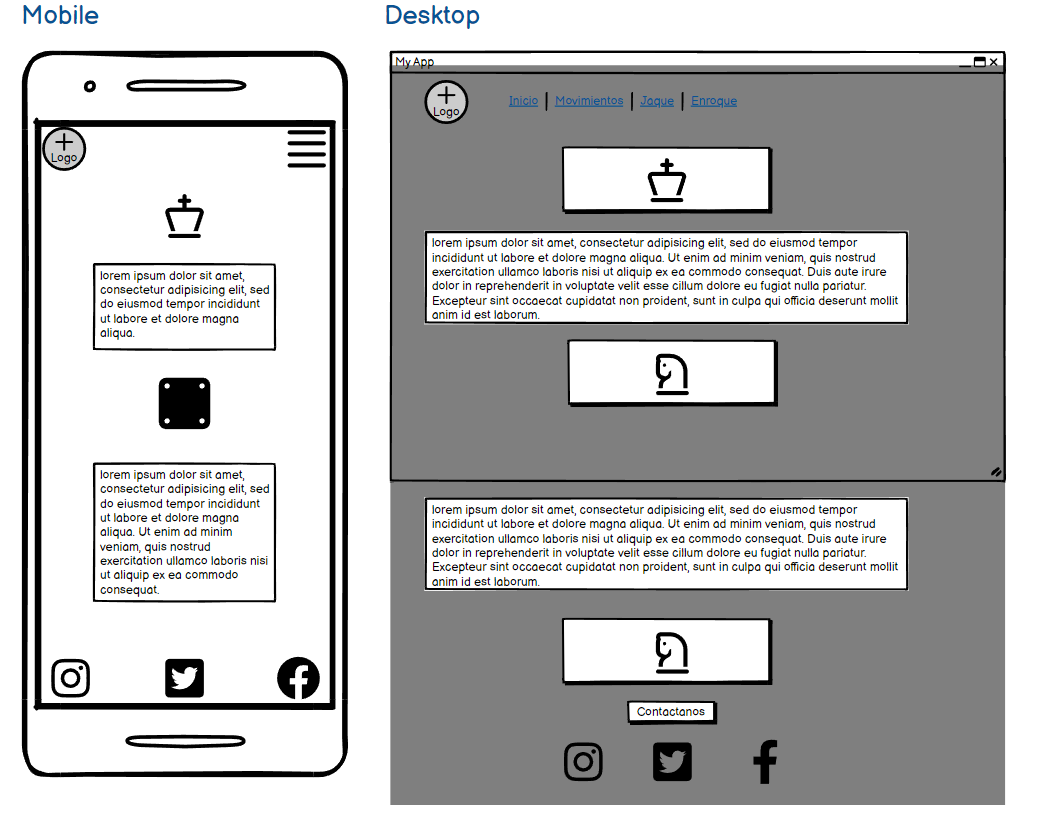 Mobile
Logo
lorem ipsum dolor sit amet,
consectetur adipisicing elit, sed
do eiusmod tempor incididunt
ut labore et dolore magna
aliqua.
lorem ipsum dolor sit amet,
consectetur adipisicing elit, sed
do eiusmod tempor incididunt
ut labore et dolore magna
aliqua. Ut enim ad minim
veniam, quis nostrud
exercitation ullamco laboris nisi
ut aliquip ex ea commodo
consequat.
Desktop
My App
Logo
Inicio | Movimientos | Jaque | Enroque
lorem ipsum dolor sit amet, consectetur adipisicing elit, sed do eiusmod tempor
incididunt ut labore et dolore magna aliqua. Ut enim ad minim veniam, quis nostrud
exercitation ullamco laboris nisi ut aliquip ex ea commodo consequat. Duis aute irure
dolor in reprehenderit in voluptate velit esse cillum dolore eu fugiat nulla pariatur.
Excepteur sint occaecat cupidatat non proident, sunt in culpa qui officia deserunt mollit
anim id est laborum.
lorem ipsum dolor sit amet, consectetur adipisicing elit, sed do eiusmod tempor
incididunt ut labore et dolore magna aliqua. Ut enim ad minim veniam, quis nostrud
exercitation ullamco laboris nisi ut aliquip ex ea commodo consequat. Duis aute irure
dolor in reprehenderit in voluptate velit esse cillum dolore eu fugiat nulla pariatur.
Excepteur sint occaecat cupidatat non proident, sunt in culpa qui officia deserunt mollit
anim id est laborum.
Contactanos